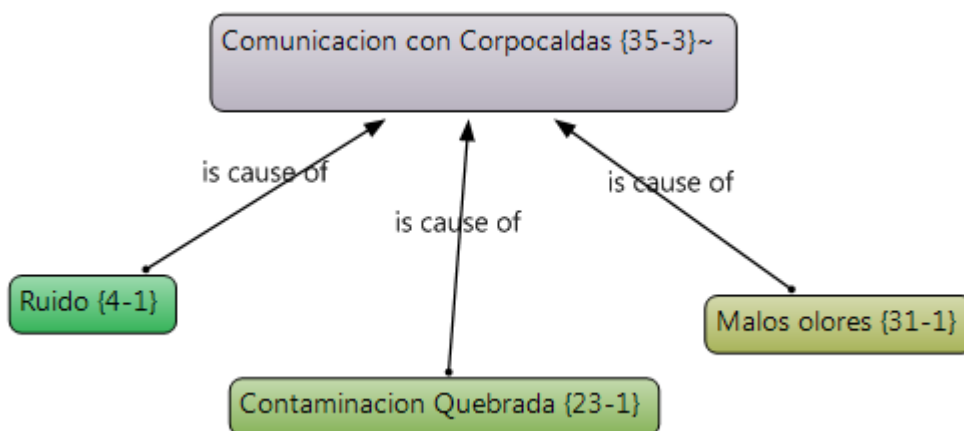 Comunicacion con Corpocaldas {35-3}~
is cause of
is cause of
is cause of
Ruido {4-1}
Malos olores {31-1}
Contaminacion Quebrada {23-1}